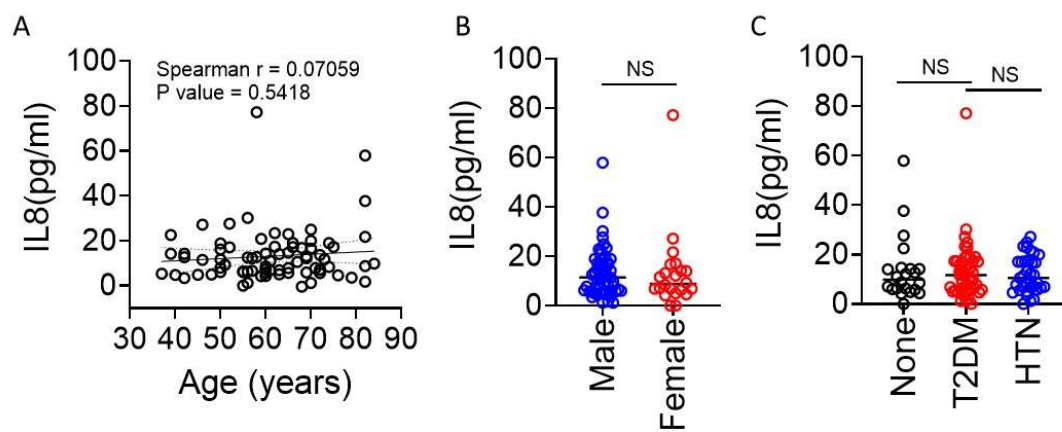 A
IL8(pg/ml)
100
80
60
40
20
0
Spearman r = 0.07059
P value = 0.5418
30 40 50 60 70 80 90
Age (years)
B
IL8(pg/ml)
100
80
60
40
20
0
NS
Male
Female
C
IL8(pg/ml)
100
80
60
40
20
0
NS
NS
None
T2DM
HTN